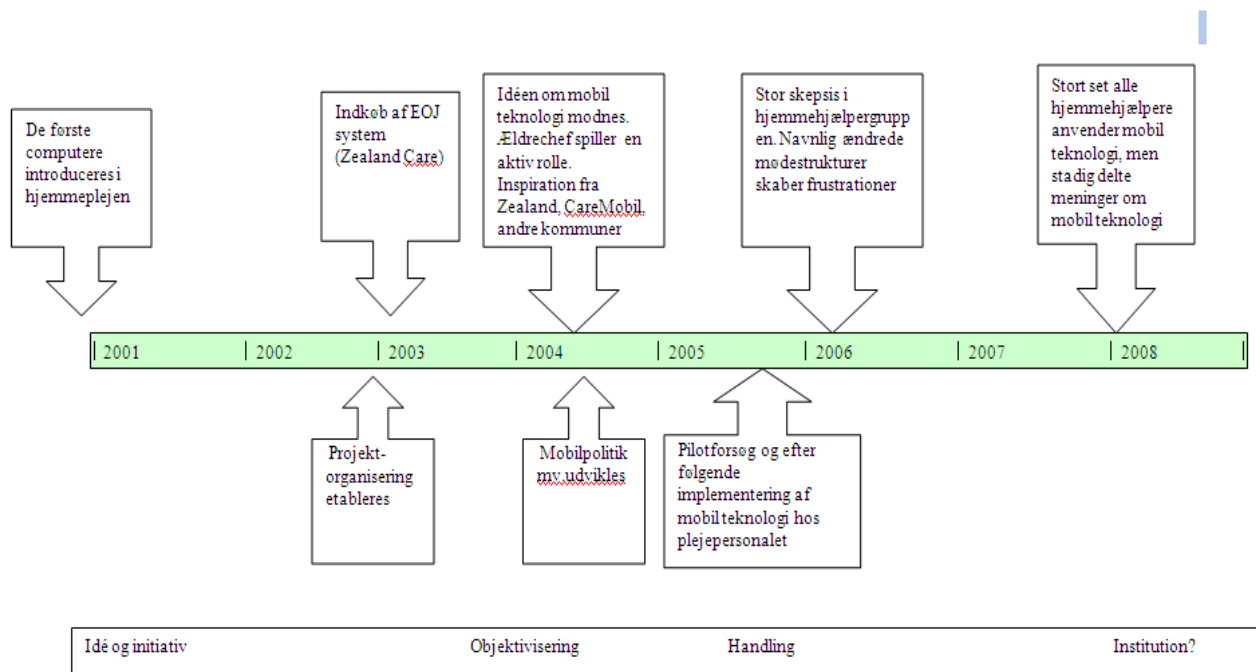 De første
computere
introduceres i
hjemmeplejen
Indkøb af EOJ
system
(Zealand Care)
Idéen om mobil
teknologi modnes.
Ældrechef spiller en
aktiv rolle.
Inspiration fra
Zealand, CareMobil,
andre kommuner
Stor skepsis i
hjemmehjælpergrupp
en. Navnlig ændrede
mødestrukturer
skaber frustrationer
Stort set alle
hjemmehjælpere
anvender mobil
teknologi, men
stadig delte
meninger om
mobil teknologi
2001
2002
2003
2004
2005
2006
2007
2008
Projekt-
organisering
etableres
Mobilpolitik
mv.udvikles
Pilotforsøg og efter
følgende
implementering af
mobil teknologi hos
plejepersonalet
Idé og initiativ
Objektivisering
Handling
Institution?